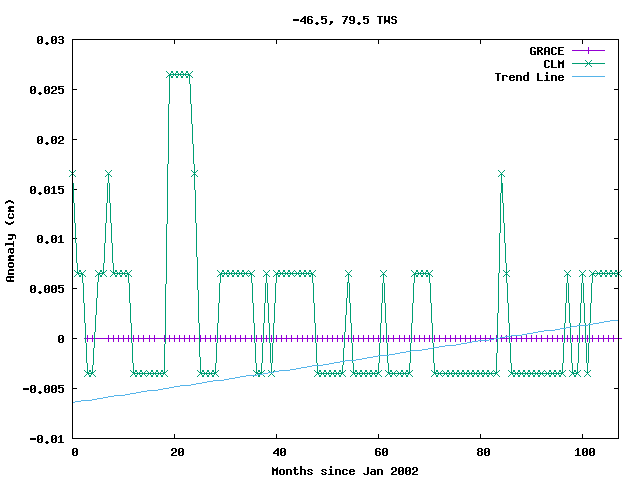 -46.5, 79.5 TWS
GRACE
CLM
Trend Line
0.03
0.025
0.02
0.015
0.01
0.005
0
-0.005
-0.01
Anomaly (cm)
0 20 40 60 80 100
Months since Jan 2002